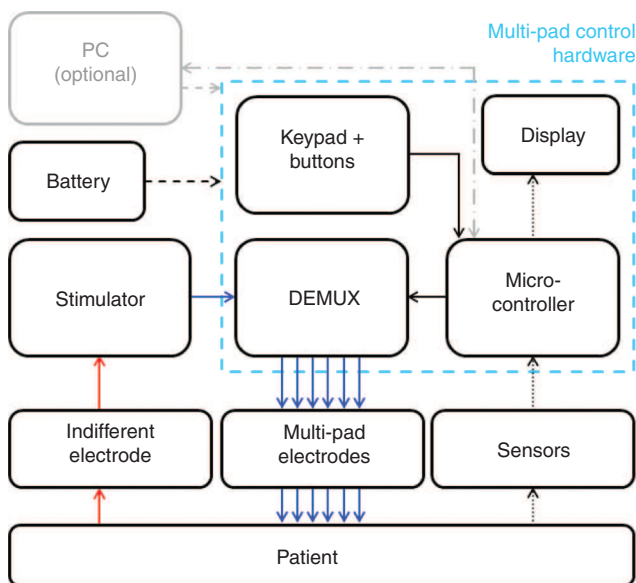 PC
(optional)
Multi-pad control
hardware
Keypad +
buttons
Display
Battery
Stimulator
DEMUX
Micro-
controller
Indifferent
electrode
Multi-pad
electrodes
Sensors
Patient